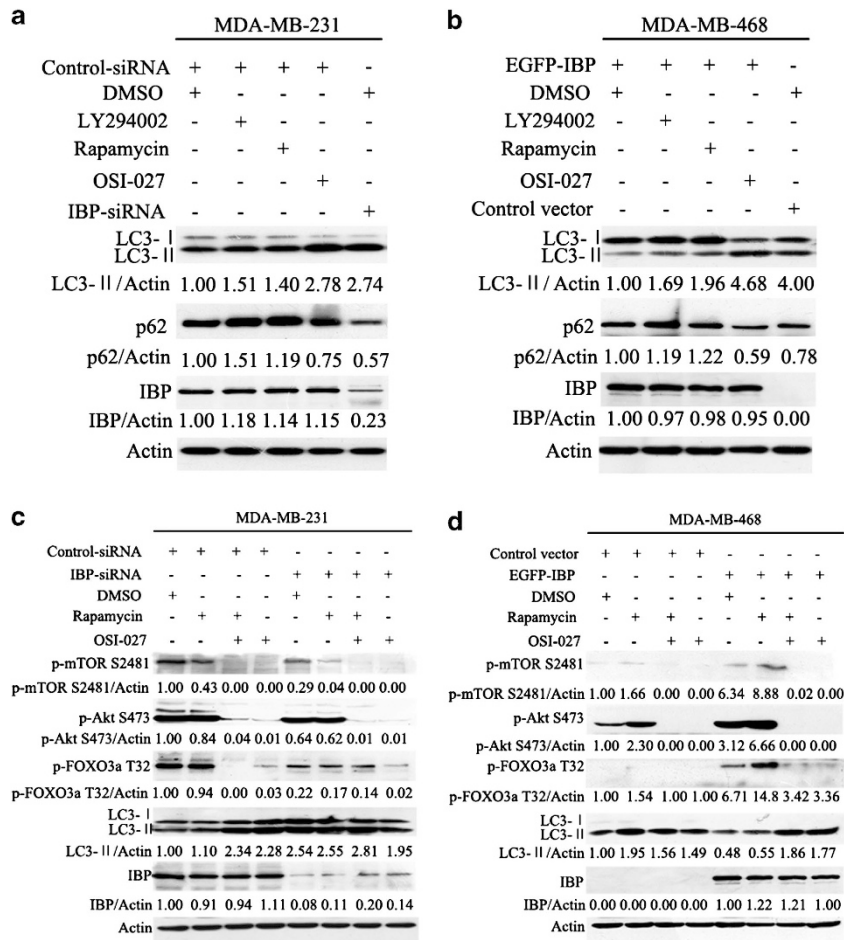 a
MDA-MB-231
Control-siRNA + + + + -
DMSO + - - - +
LY294002 - + - - -
Rapamycin - - + - -
OSI-027 - - - + -
IBP-siRNA - - - - +
LC3- I
LC3- II
LC3- II/Actin 1.00 1.51 1.40 2.78 2.74
p62
p62/Actin 1.00 1.51 1.19 0.75 0.57
IBP
IBP/Actin 1.00 1.18 1.14 1.15 0.23
Actin
b
MDA-MB-468
EGFP-IBP + + + + -
DMSO + - - - +
LY294002 - + - - -
Rapamycin - - + - -
OSI-027 - - - + -
Control vector - - - - +
LC3- I
LC3- II
LC3- II/Actin 1.00 1.69 1.96 4.68 4.00
p62
p62/Actin 1.00 1.19 1.22 0.59 0.78
IBP
IBP/Actin 1.00 0.97 0.98 0.95 0.00
Actin
c
MDA-MB-231
Control-siRNA + + + + - - - -
IBP-siRNA - - - - + + + +
DMSO + - - - + - - -
Rapamycin - + + - - + + -
OSI-027 - - + + - - + +
p-mTOR S2481
p-mTOR S2481/Actin 1.00 0.43 0.00 0.00 0.29 0.04 0.00 0.00
p-Akt S473
p-Akt S473/Actin 1.00 0.84 0.04 0.01 0.64 0.62 0.01 0.01
p-FOXO3a T32
p-FOXO3a T32/Actin 1.00 0.94 0.00 0.03 0.22 0.17 0.14 0.02
LC3- I
LC3- II
LC3- II/Actin 1.00 1.10 2.34 2.28 2.54 2.55 2.81 1.95
IBP
IBP/Actin 1.00 0.91 0.94 1.11 0.08 0.11 0.20 0.14
Actin
d
MDA-MB-468
Control vector + + + + - - - -
EGFP-IBP - - - - + + + +
DMSO + - - - + - - -
Rapamycin - + + - - + + -
OSI-027 - - + + - - + +
p-mTOR S2481
p-mTOR S2481/Actin 1.00 1.66 0.00 0.00 6.34 8.88 0.02 0.00
p-Akt S473
p-Akt S473/Actin 1.00 2.30 0.00 0.00 3.12 6.66 0.00 0.00
p-FOXO3a T32
p-FOXO3a T32/Actin 1.00 1.54 1.00 1.00 6.71 14.8 3.42 3.36
LC3- I
LC3- II
LC3- II/Actin 1.00 1.95 1.56 1.49 0.48 0.55 1.86 1.77
IBP
IBP/Actin 0.00 0.00 0.00 0.00 1.00 1.22 1.21 1.00
Actin